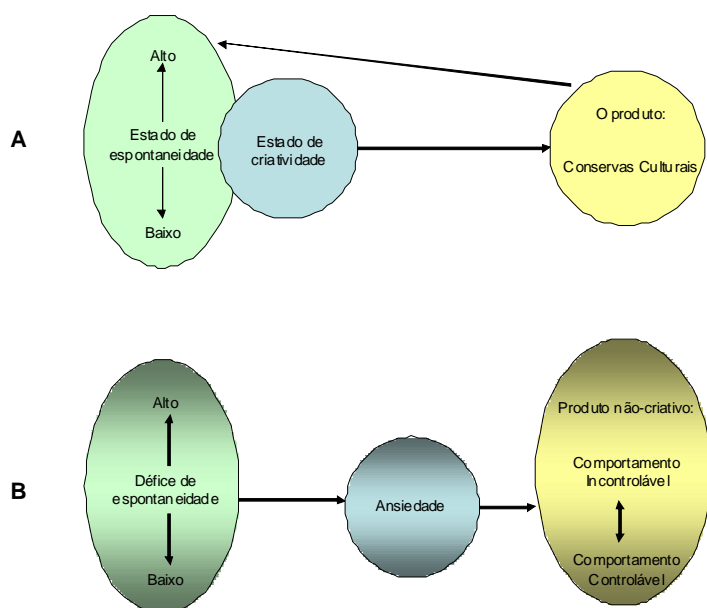 Alto
A
Estado de
espontaneidade
Estado de
criatividade
O produto:
Conservas Culturais
Baixo
B
Alto
Défice de
espontaneidade
Baixo
Ansiedade
Produto não-criativo:
Comportamento
Incontrolável
Comportamento
Controlável